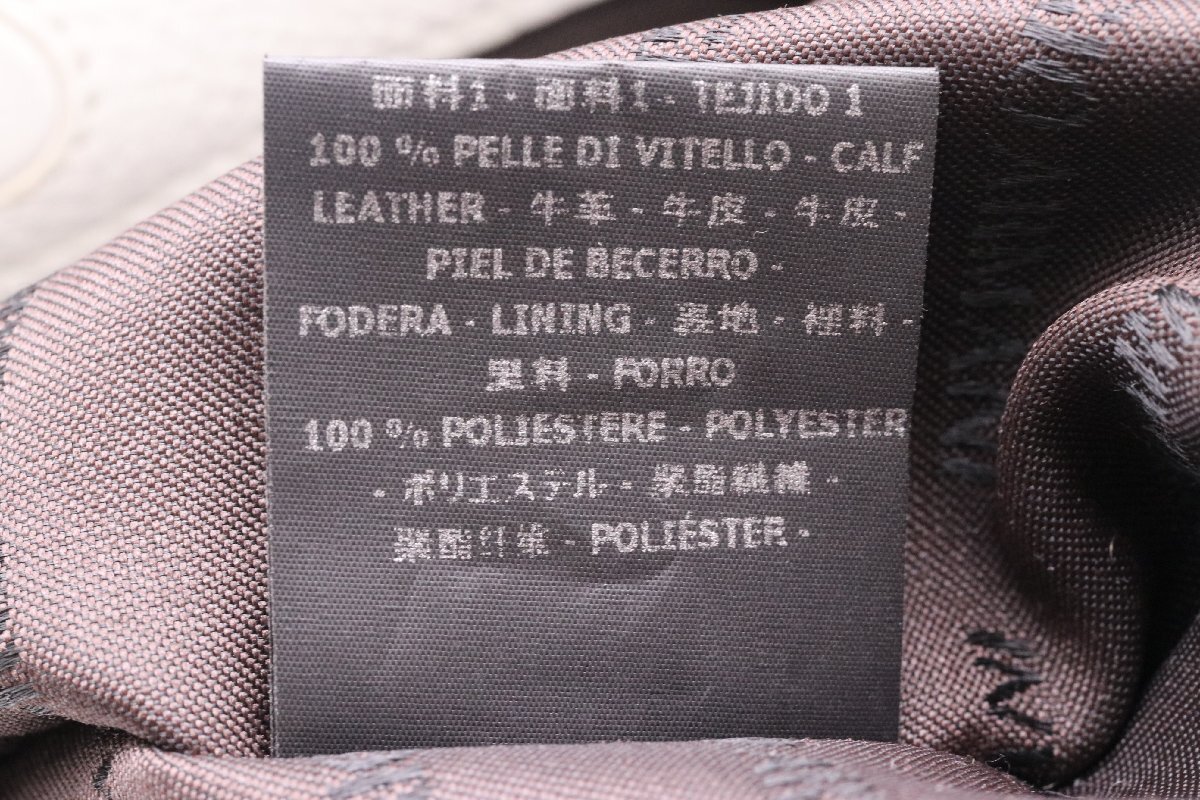 面料1 - 面料1 - TEJIDO 1
100 % PELLE DI VITELLO - CALF
LEATHER - 牛革 - 牛皮 - 牛皮 -
PIEL DE BECERRO -
FODERA - LINING - 裏地 - 裡料 -
里料 - FORRO
100 % POLIESTERE - POLYESTER
- ポリエステル - 聚酯纖維 -
聚酯纤维 - POLIÉSTER -